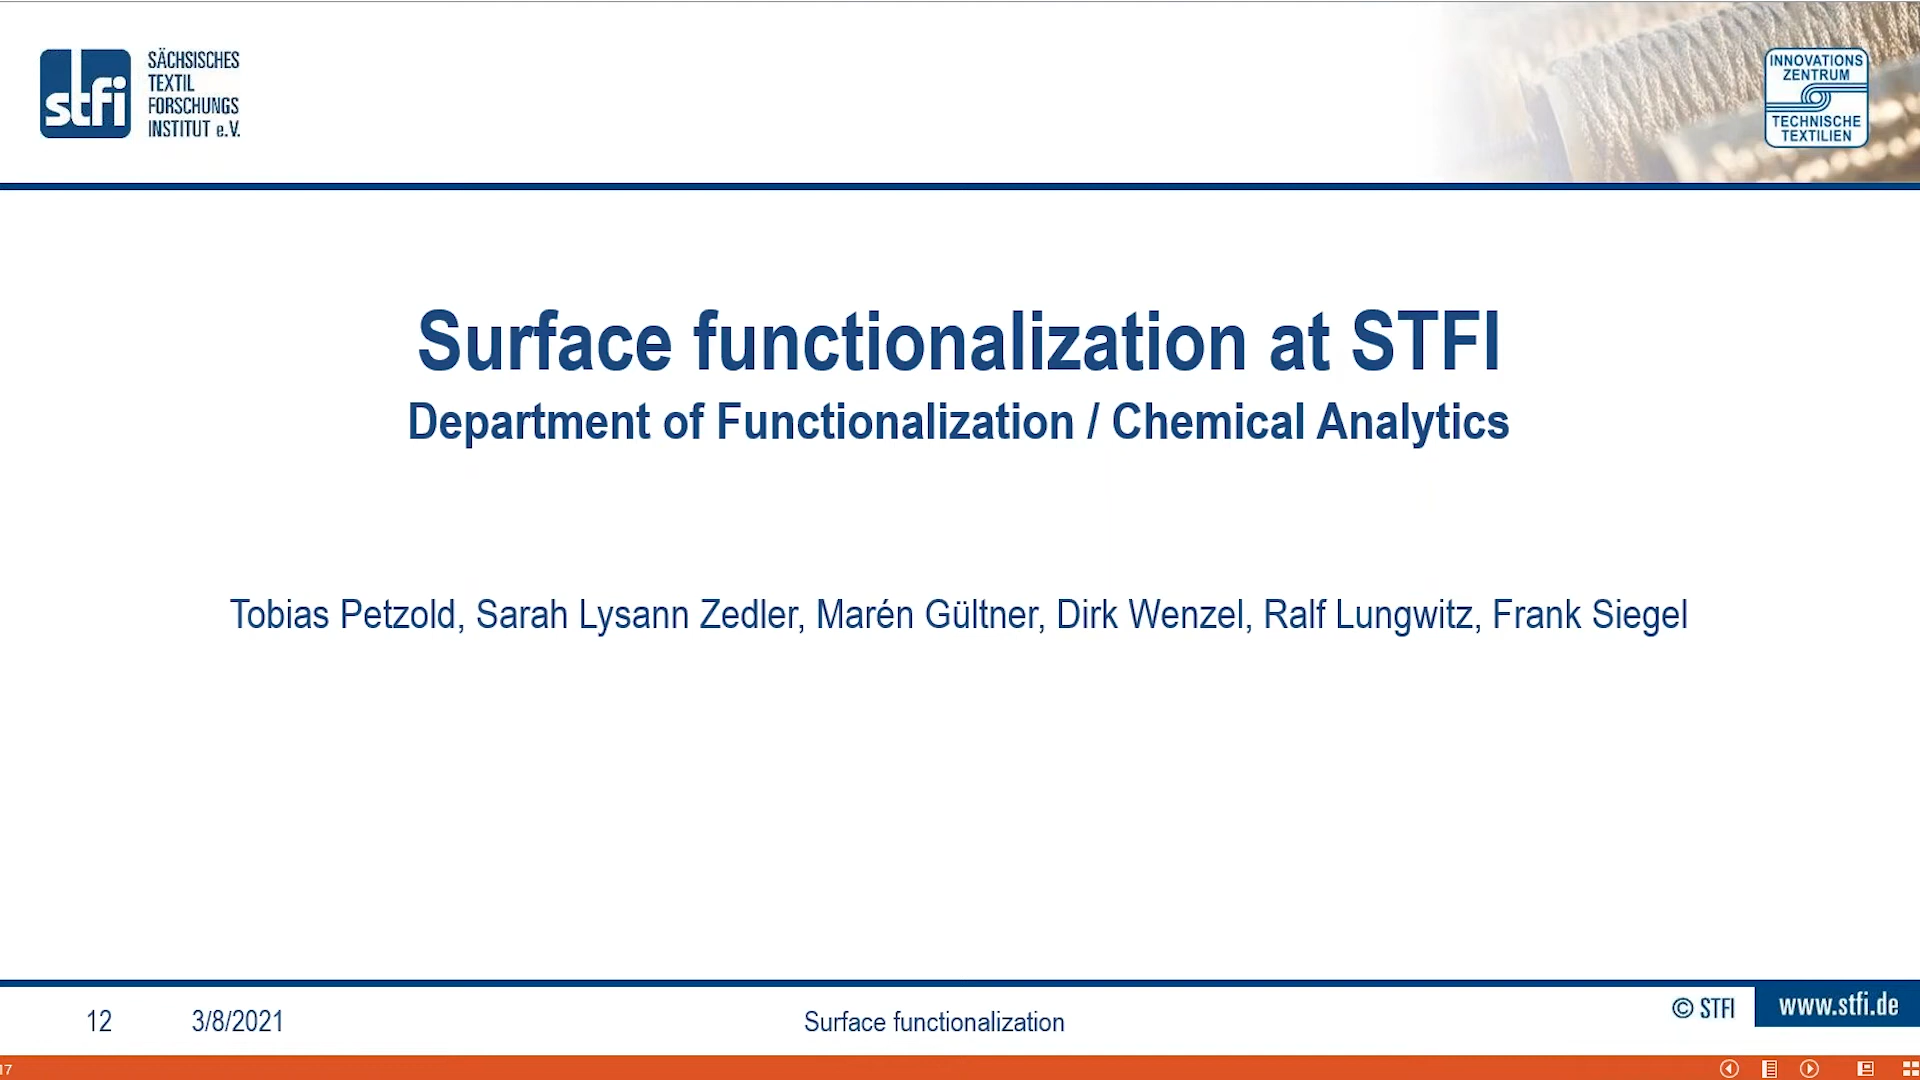 stfi
SÄCHSISCHES
TEXTIL
FORSCHUNGS
INSTITUT e.V.
INNOVATIONS
ZENTRUM
TECHNISCHE
TEXTILIEN
Surface functionalization at STFI
Department of Functionalization / Chemical Analytics
Tobias Petzold, Sarah Lysann Zedler, Marén Gültner, Dirk Wenzel, Ralf Lungwitz, Frank Siegel
12 3/8/2021 Surface functionalization © STFI www.stfi.de
17